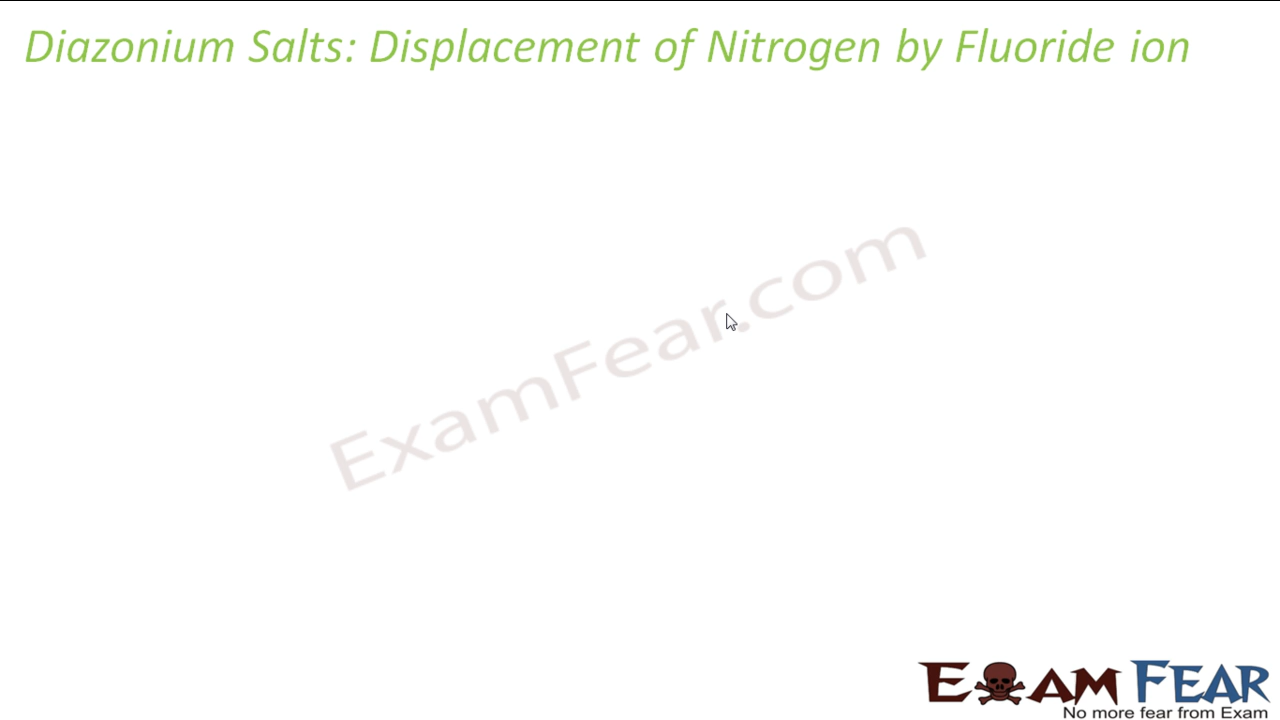 Diazonium Salts: Displacement of Nitrogen by Fluoride ion
ExamFear.com
EXAM FEAR
No more fear from Exam